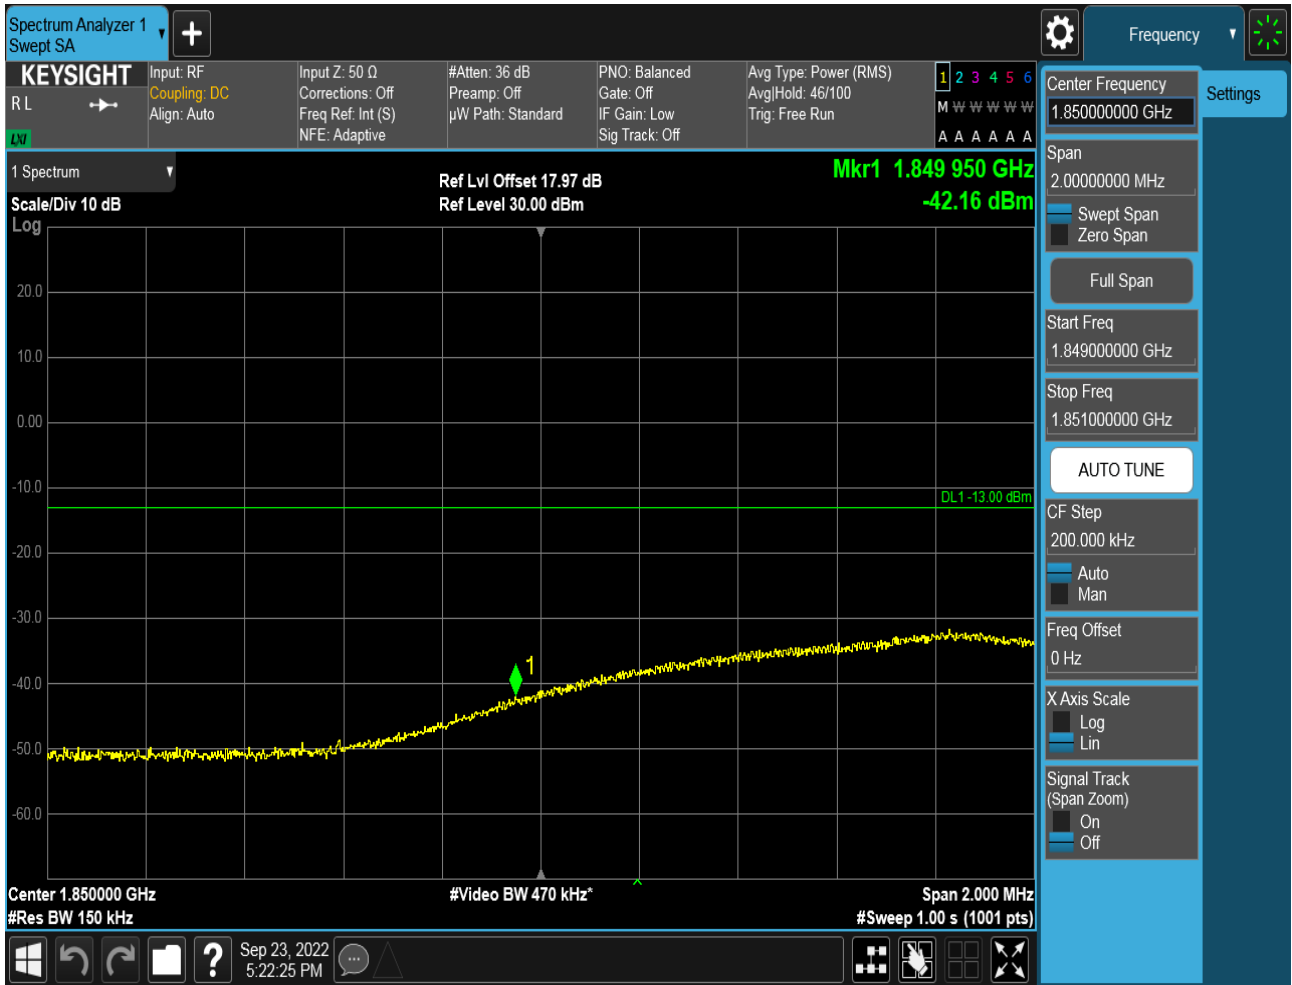 Spectrum Analyzer 1
Swept SA
Frequency
KEYSIGHT
R L
LXI
Input: RF
Coupling: DC
Align: Auto
Input Z: 50 Ω
Corrections: Off
Freq Ref: Int (S)
NFE: Adaptive
#Atten: 36 dB
Preamp: Off
µW Path: Standard
PNO: Balanced
Gate: Off
IF Gain: Low
Sig Track: Off
Avg Type: Power (RMS)
Avg|Hold: 46/100
Trig: Free Run
1 2 3 4 5 6
M W W W W W
A A A A A A
1 Spectrum
Scale/Div 10 dB
Log
Ref Lvl Offset 17.97 dB
Ref Level 30.00 dBm
Mkr1 1.849 950 GHz
-42.16 dBm
20.0
10.0
0.00
-10.0
DL1 -13.00 dBm
-20.0
-30.0
1
-40.0
-50.0
-60.0
Center 1.850000 GHz
#Video BW 470 kHz*
Span 2.000 MHz
#Res BW 150 kHz
#Sweep 1.00 s (1001 pts)
Sep 23, 2022
5:22:25 PM
Center Frequency
1.850000000 GHz
Settings
Span
2.00000000 MHz
Swept Span
Zero Span
Full Span
Start Freq
1.849000000 GHz
Stop Freq
1.851000000 GHz
AUTO TUNE
CF Step
200.000 kHz
Auto
Man
Freq Offset
0 Hz
X Axis Scale
Log
Lin
Signal Track
(Span Zoom)
On
Off